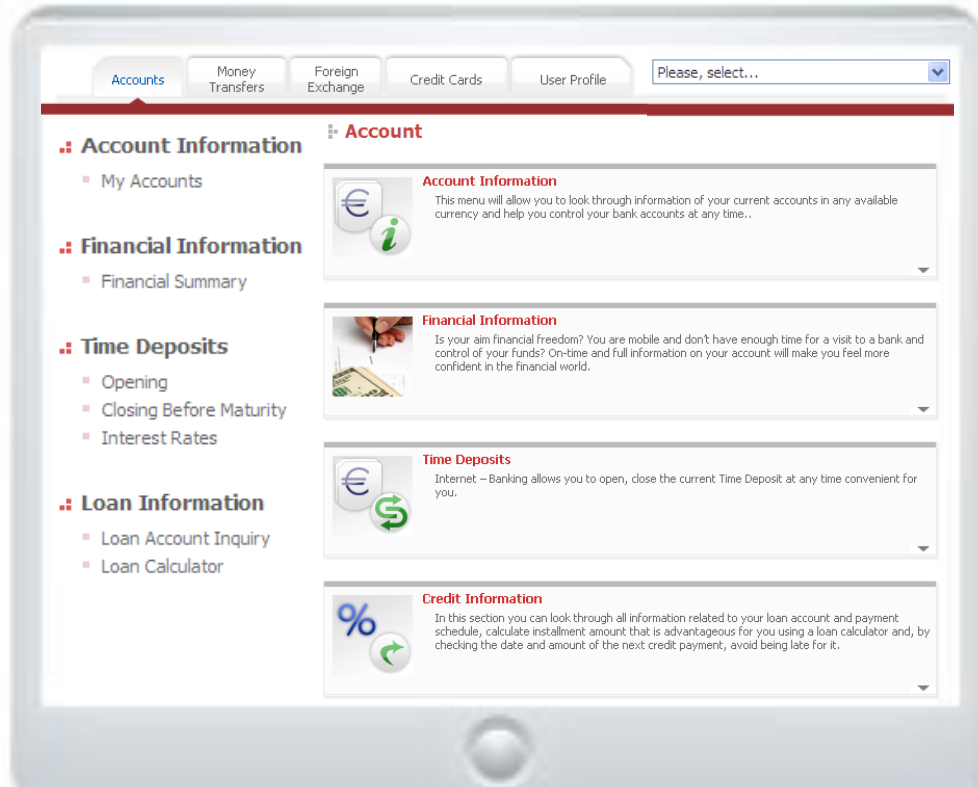 Accounts
Money
Transfers
Foreign
Exchange
Credit Cards
User Profile
Please, select...
Account Information
My Accounts
Financial Information
Financial Summary
Time Deposits
Opening
Closing Before Maturity
Interest Rates
Loan Information
Loan Account Inquiry
Loan Calculator
Account
Account Information
This menu will allow you to look through information of your current accounts in any available
currency and help you control your bank accounts at any time..
Financial Information
Is your aim financial freedom? You are mobile and don't have enough time for a visit to a bank and
control of your funds? On-time and full information on your account will make you feel more
confident in the financial world.
Time Deposits
Internet – Banking allows you to open, close the current Time Deposit at any time convenient for
you.
Credit Information
In this section you can look through all information related to your loan account and payment
schedule, calculate installment amount that is advantageous for you using a loan calculator and, by
checking the date and amount of the next credit payment, avoid being late for it.